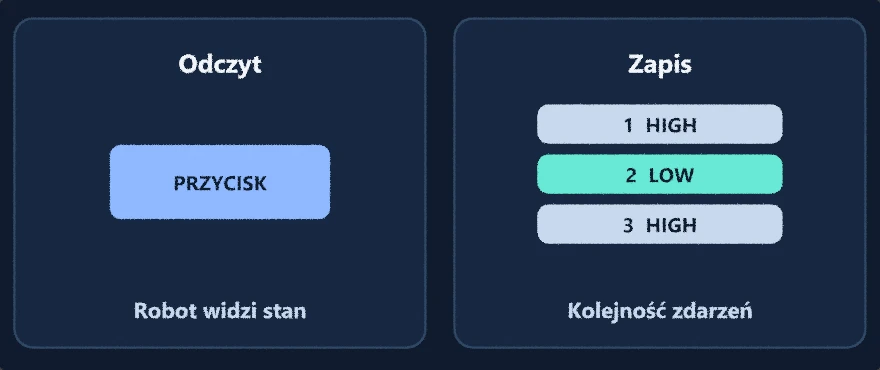 Odczyt
PRZYCISK
Robot widzi stan
Zapis
1 HIGH
2 LOW
3 HIGH
Kolejność zdarzeń